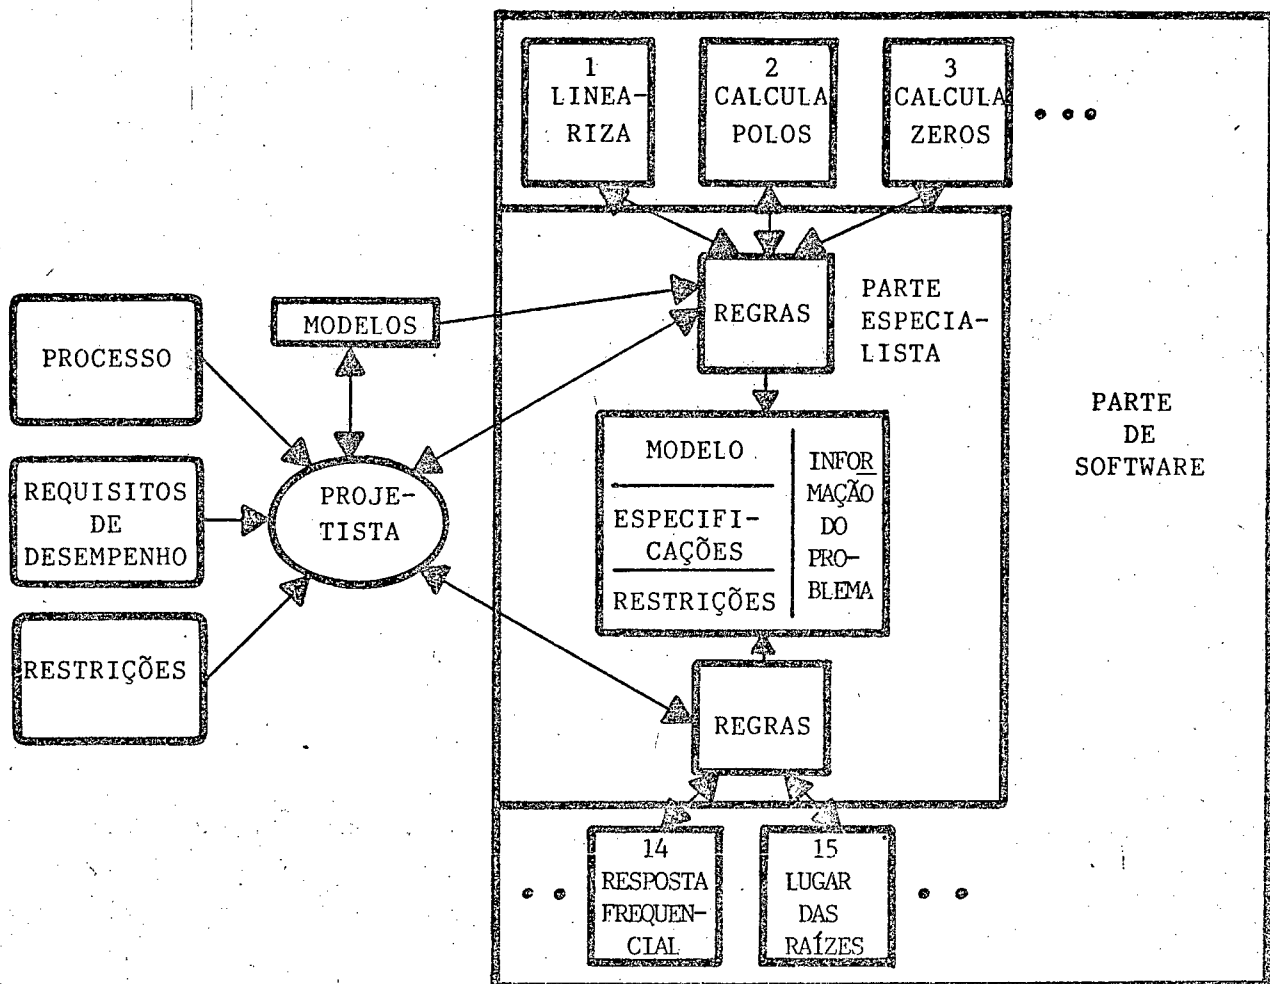 1
LINEA-
RIZA
2
CALCULA
POLOS
3
CALCULA
ZEROS
• • •
PROCESSO
MODELOS
REGRAS
PARTE
ESPECIA-
LISTA
PARTE
DE
SOFTWARE
REQUISITOS
DE
DESEMPENHO
PROJE-
TISTA
MODELO
ESPECIFI-
CAÇÕES
RESTRIÇÕES
INFOR
MAÇÃO
DO
PRO-
BLEMA
RESTRIÇÕES
REGRAS
• •
14
RESPOSTA
FREQUEN-
CIAL
15
LUGAR
DAS
RAÍZES
• •